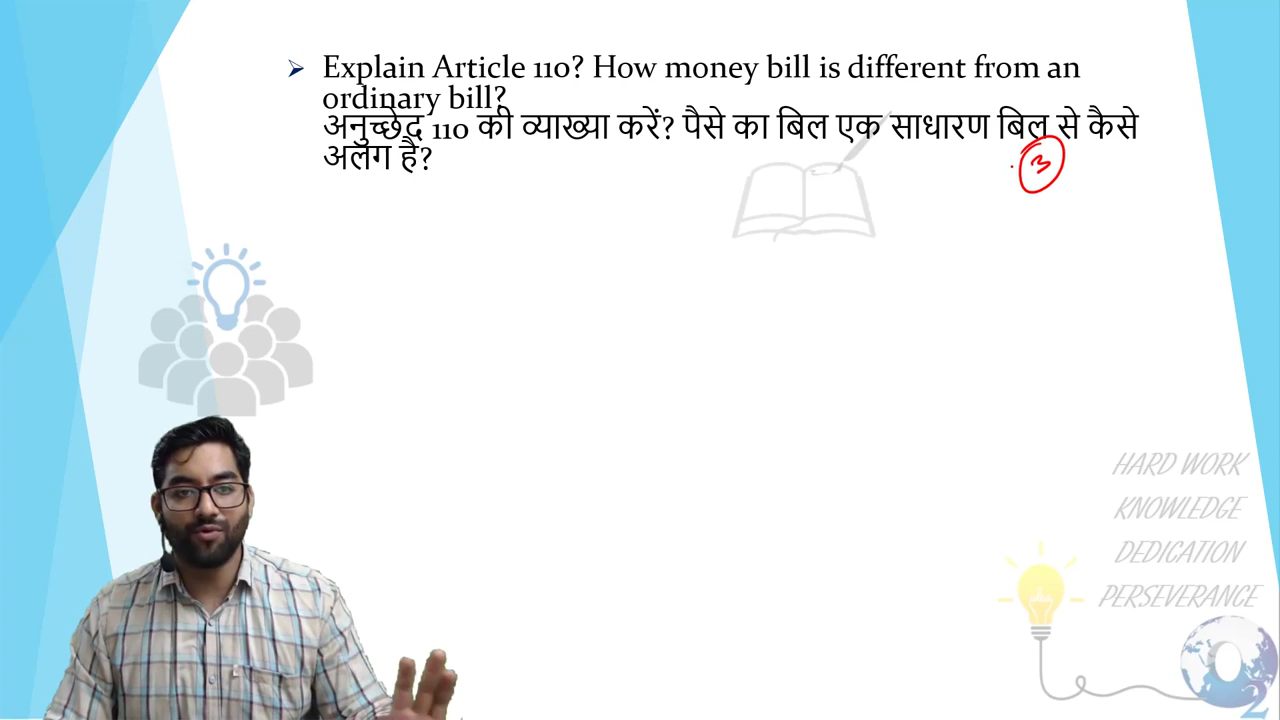 Explain Article 110? How money bill is different from an
ordinary bill?
अनुच्छेद 110 की व्याख्या करें? पैसे का बिल एक साधारण बिल से कैसे
अलग है?
3
HARD WORK
KNOWLEDGE
DEDICATION
PERSEVERANCE
O
2